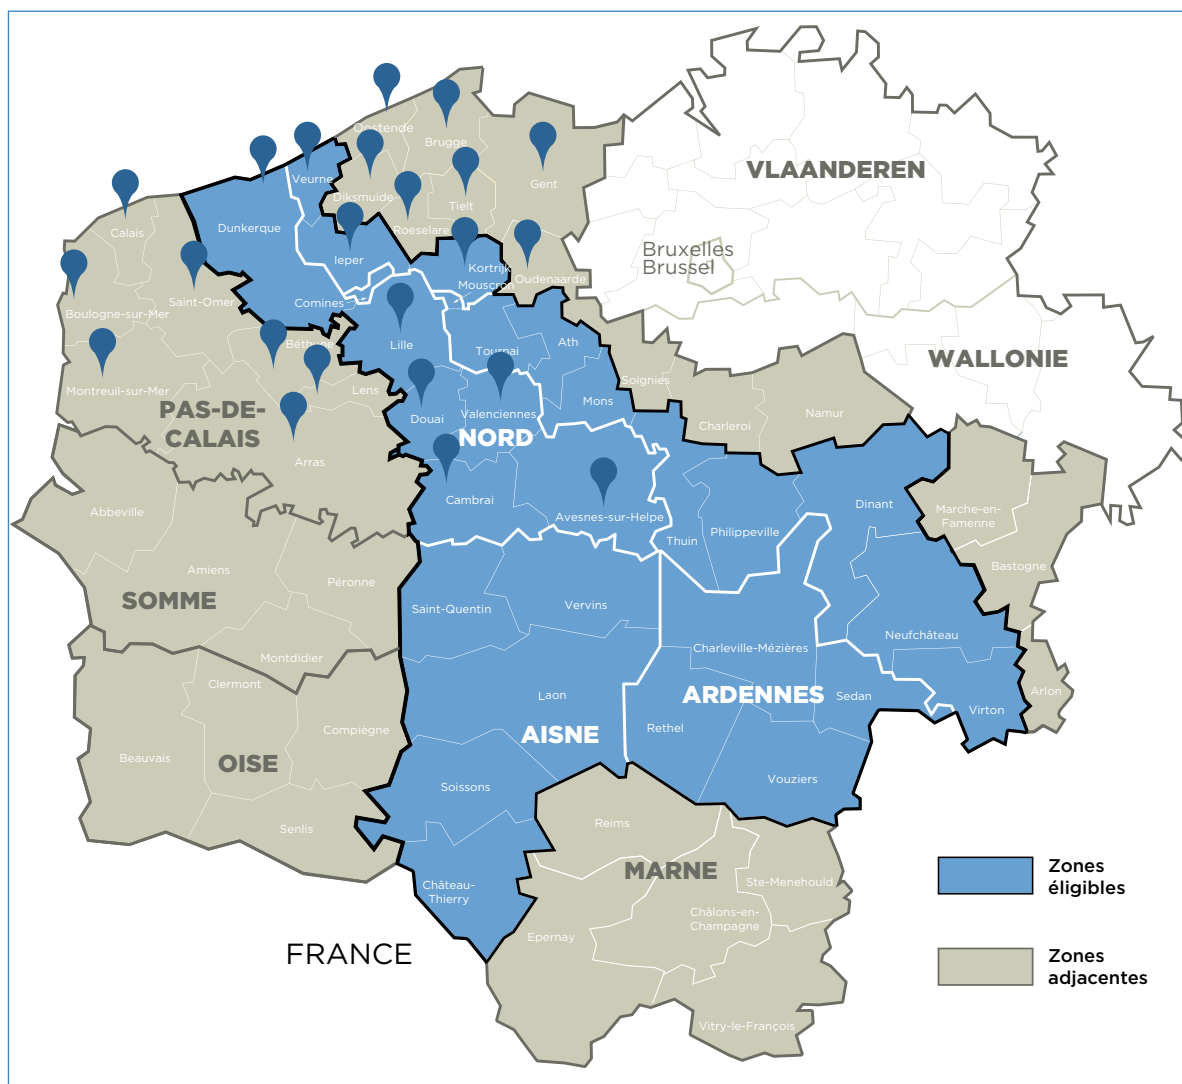 VLAANDEREN
Bruxelles
Brussel
WALLONIE
Oostende
Brugge
Gent
Veurne
Diksmuide-
Tielt
Roeselare
Dunkerque
Calais
Ieper
Kortrijk
Mouscron
Oudenaarde
Saint-Omer
Comines
Boulogne-sur-Mer
Béthune
Lille
Tournai
Ath
Montreuil-sur-Mer
Lens
Soignies
PAS-DE-
CALAIS
Douai
Valenciennes
Mons
Charleroi
Namur
NORD
Arras
Cambrai
Avesnes-sur-Helpe
Abbeville
Thuin
Philippeville
Dinant
Marche-en-
Famenne
Bastogne
Amiens
Péronne
SOMME
Saint-Quentin
Vervins
Neufchâteau
Charleville-Mézières
Montdidier
Clermont
Laon
ARDENNES
Sedan
Arlon
Virton
Compiègne
AISNE
Rethel
Beauvais
OISE
Soissons
Vouziers
Senlis
Reims
MARNE
Ste-Menehould
Château-
Thierry
Châlons-en-
Champagne
Epernay
FRANCE
Vitry-le-François
Zones
éligibles
Zones
adjacentes